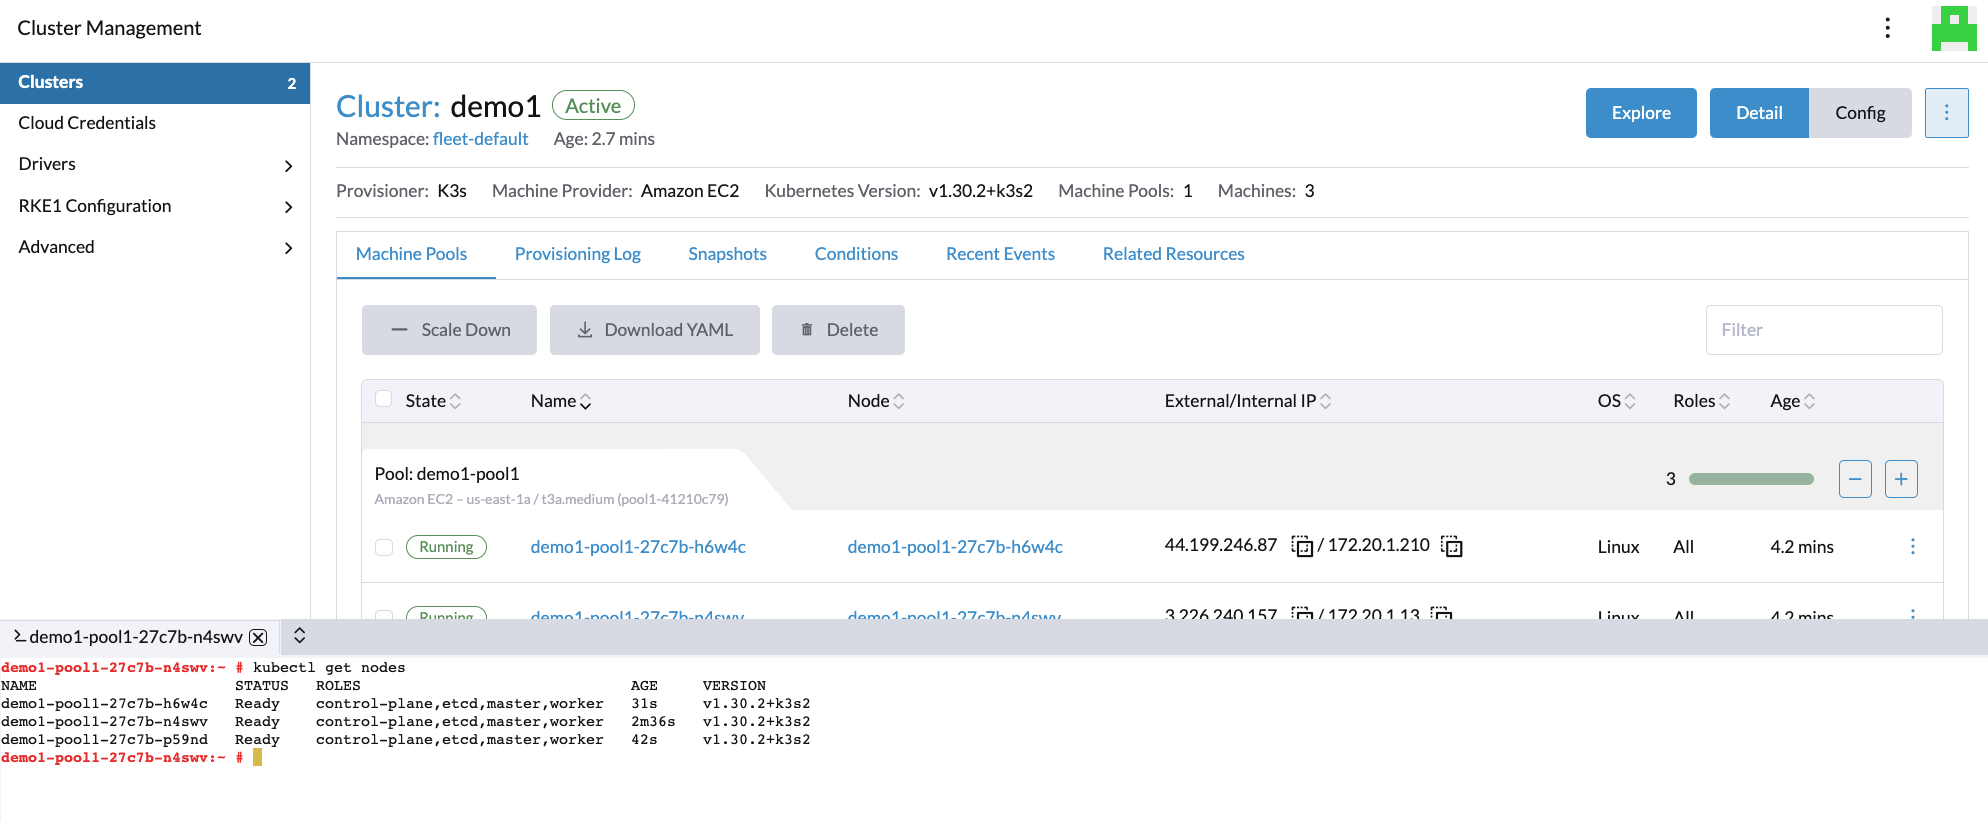 Cluster Management
Clusters 2
Cloud Credentials
Drivers
RKE1 Configuration
Advanced
Cluster: demo1 Active
Namespace: fleet-default Age: 2.7 mins
Explore Detail Config
Provisioner: K3s Machine Provider: Amazon EC2 Kubernetes Version: v1.30.2+k3s2 Machine Pools: 1 Machines: 3
Machine Pools Provisioning Log Snapshots Conditions Recent Events Related Resources
Scale Down Download YAML Delete Filter
State Name Node External/Internal IP OS Roles Age
Pool: demo1-pool1
Amazon EC2 – us-east-1a / t3a.medium (pool1-41210c79)
3
Running demo1-pool1-27c7b-h6w4c demo1-pool1-27c7b-h6w4c 44.199.246.87 / 172.20.1.210 Linux All 4.2 mins
Running demo1-pool1-27c7b-n4swv demo1-pool1-27c7b-n4swv 3.226.240.157 / 172.20.1.13 Linux All 4.2 mins
demo1-pool1-27c7b-n4swv
demo1-pool1-27c7b-n4swv:~ # kubectl get nodes
NAME STATUS ROLES AGE VERSION
demo1-pool1-27c7b-h6w4c Ready control-plane,etcd,master,worker 31s v1.30.2+k3s2
demo1-pool1-27c7b-n4swv Ready control-plane,etcd,master,worker 2m36s v1.30.2+k3s2
demo1-pool1-27c7b-p59nd Ready control-plane,etcd,master,worker 42s v1.30.2+k3s2
demo1-pool1-27c7b-n4swv:~ #